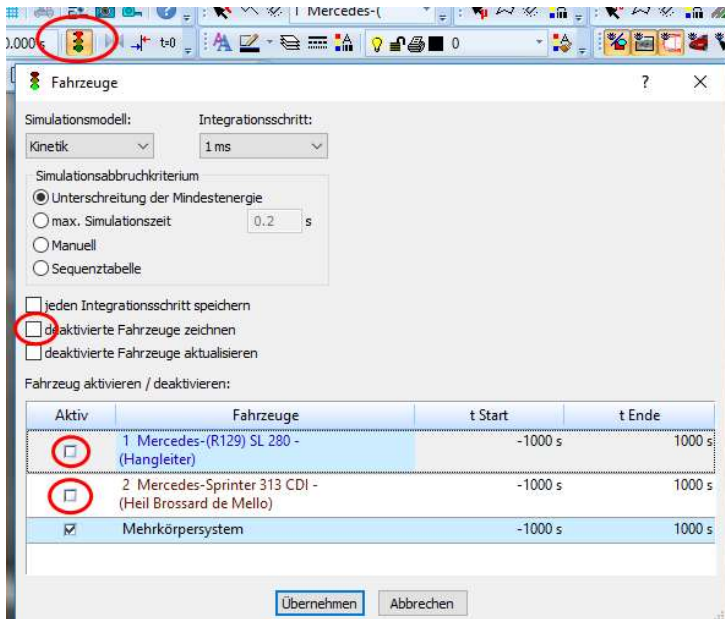 1 Mercedes-(
0.000 s
t=0
0
Fahrzeuge
?
Simulationsmodell:
Integrationsschritt:
Kinetik
1 ms
Simulationsabbruchkriterium
Unterschreitung der Mindestenergie
max. Simulationszeit
0.2 s
Manuell
Sequenztabelle
jeden Integrationsschritt speichern
deaktivierte Fahrzeuge zeichnen
deaktivierte Fahrzeuge aktualisieren
Fahrzeug aktivieren / deaktivieren:
Aktiv Fahrzeuge t Start t Ende
1 Mercedes-(R129) SL 280 - -1000 s 1000 s
(Hangleiter)
2 Mercedes-Sprinter 313 CDI - -1000 s 1000 s
(Heil Brossard de Mello)
Mehrkörpersystem -1000 s 1000 s
Übernehmen
Abbrechen